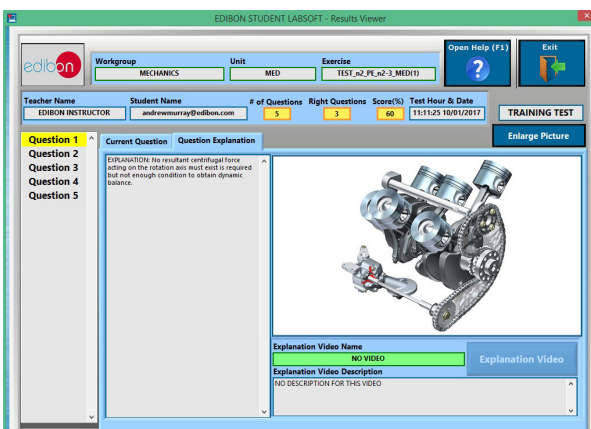 EDIBON STUDENT LABSOFT - Results Viewer
edibon
Workgroup
MECHANICS
Unit
MED
Exercise
TEST_n2_PE_n2-3_MED(1)
Open Help (F1)
?
Exit
Teacher Name
EDIBON INSTRUCTOR
Student Name
andrewmurray@edibon.com
# of Questions
5
Right Questions
3
Score(%)
60
Test Hour & Date
11:11:25 10/01/2017
TRAINING TEST
Enlarge Picture
Question 1
Question 2
Question 3
Question 4
Question 5
Current Question
Question Explanation
EXPLANATION: No resultant centrifugal force
acting on the rotation axis must exist is required
but not enough condition to obtain dynamic
balance.
Explanation Video Name
NO VIDEO
Explanation Video
Explanation Video Description
NO DESCRIPTION FOR THIS VIDEO